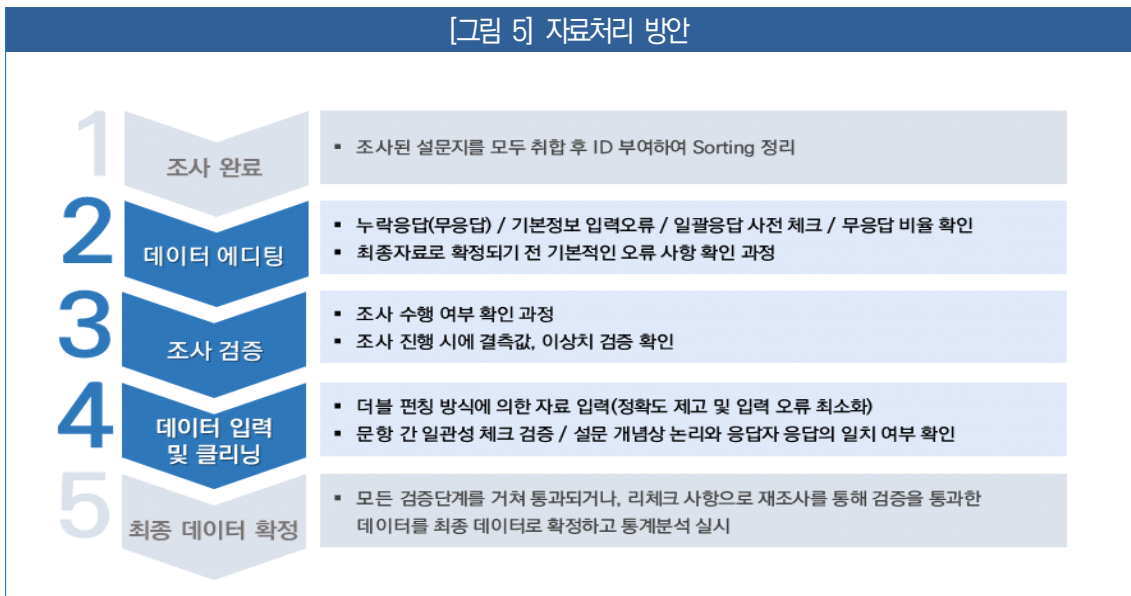 [그림 5] 자료처리 방안
1
조사 완료
▪ 조사된 설문지를 모두 취합 후 ID 부여하여 Sorting 정리
2
데이터 에디팅
▪ 누락응답(무응답) / 기본정보 입력오류 / 일괄응답 사전 체크 / 무응답 비율 확인
▪ 최종자료로 확정되기 전 기본적인 오류 사항 확인 과정
3
조사 검증
▪ 조사 수행 여부 확인 과정
▪ 조사 진행 시에 결측값, 이상치 검증 확인
4
데이터 입력
및 클리닝
▪ 더블 펀칭 방식에 의한 자료 입력(정확도 제고 및 입력 오류 최소화)
▪ 문항 간 일관성 체크 검증 / 설문 개념상 논리와 응답자 응답의 일치 여부 확인
5
최종 데이터 확정
▪ 모든 검증단계를 거쳐 통과되거나, 리체크 사항으로 재조사를 통해 검증을 통과한
데이터를 최종 데이터로 확정하고 통계분석 실시